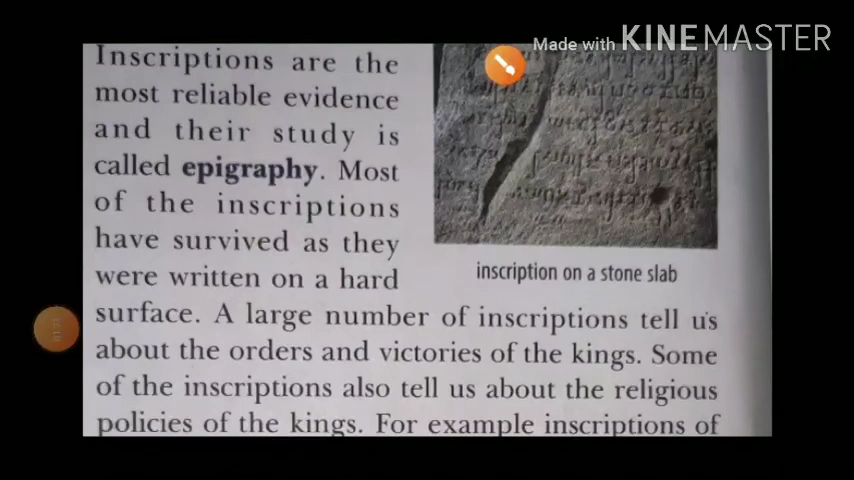 Made with KINEMASTER
Inscriptions are the
most reliable evidence
and their study is
called epigraphy. Most
of the inscriptions
have survived as they
were written on a hard
inscription on a stone slab
surface. A large number of inscriptions tell us
about the orders and victories of the kings. Some
of the inscriptions also tell us about the religious
policies of the kings. For example inscriptions of